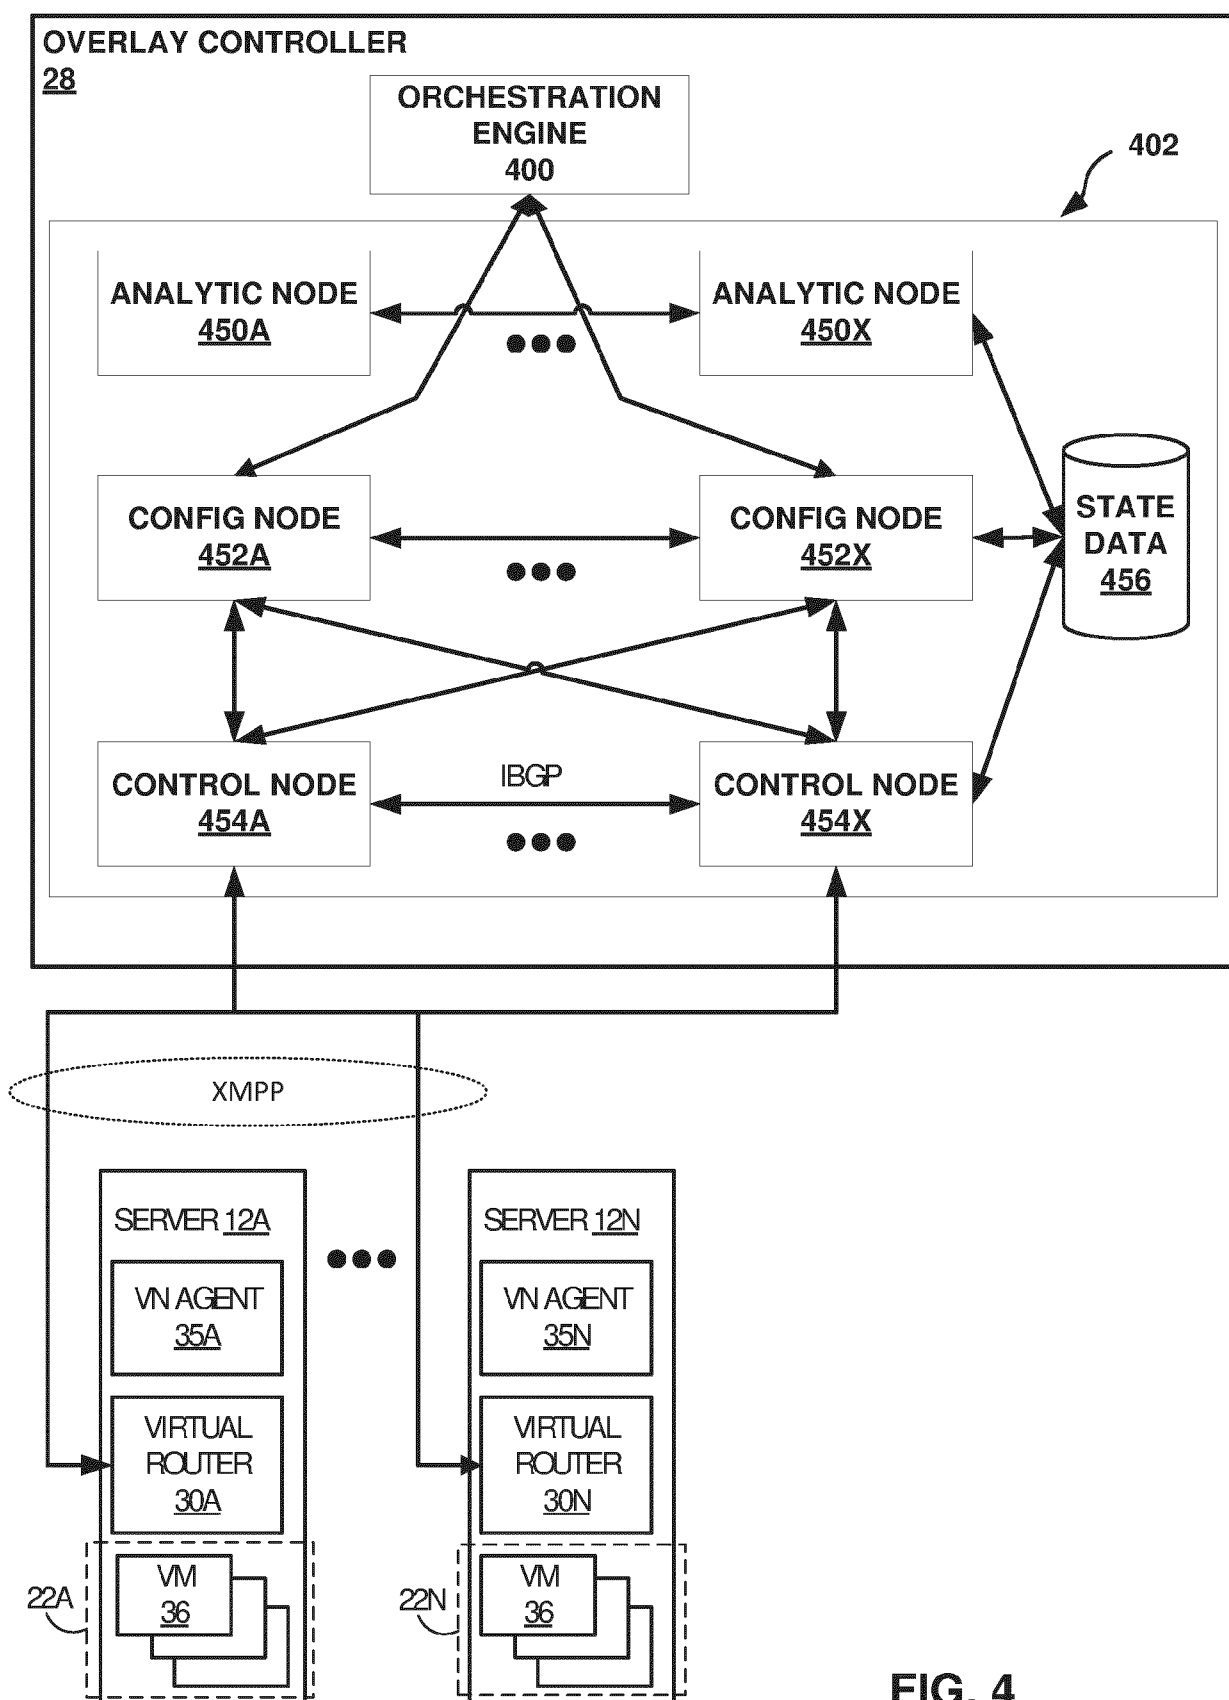 OVERLAY CONTROLLER
28
ORCHESTRATION
ENGINE
400
402
ANALYTIC NODE
450A
ANALYTIC NODE
450X
CONFIG NODE
452A
CONFIG NODE
452X
STATE
DATA
456
CONTROL NODE
454A
IBGP
CONTROL NODE
454X
XMPP
SERVER 12A
VN AGENT
35A
VIRTUAL
ROUTER
30A
VM
36
22A
SERVER 12N
VN AGENT
35N
VIRTUAL
ROUTER
30N
VM
36
22N
FIG. 4